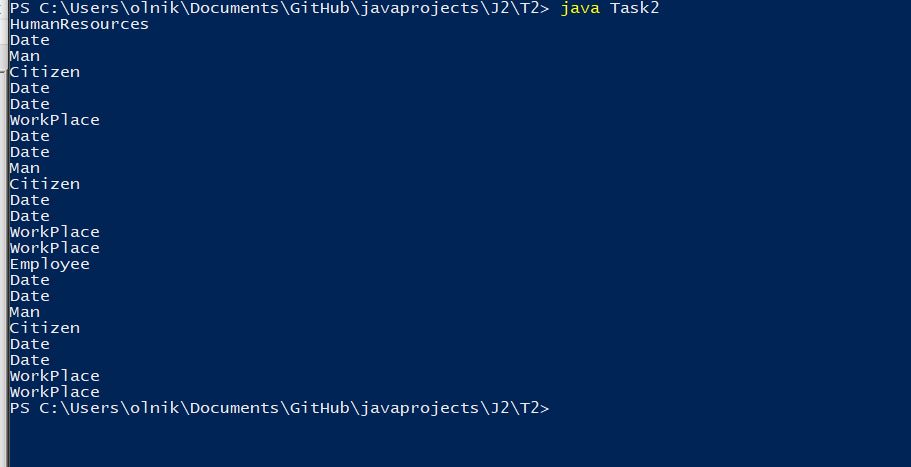 PS C:\Users\olnik\Documents\GitHub\javaprojects\J2\T2> java Task2
HumanResources
Date
Man
Citizen
Date
Date
WorkPlace
Date
Date
Man
Citizen
Date
Date
WorkPlace
WorkPlace
Employee
Date
Date
Man
Citizen
Date
Date
WorkPlace
WorkPlace
PS C:\Users\olnik\Documents\GitHub\javaprojects\J2\T2>